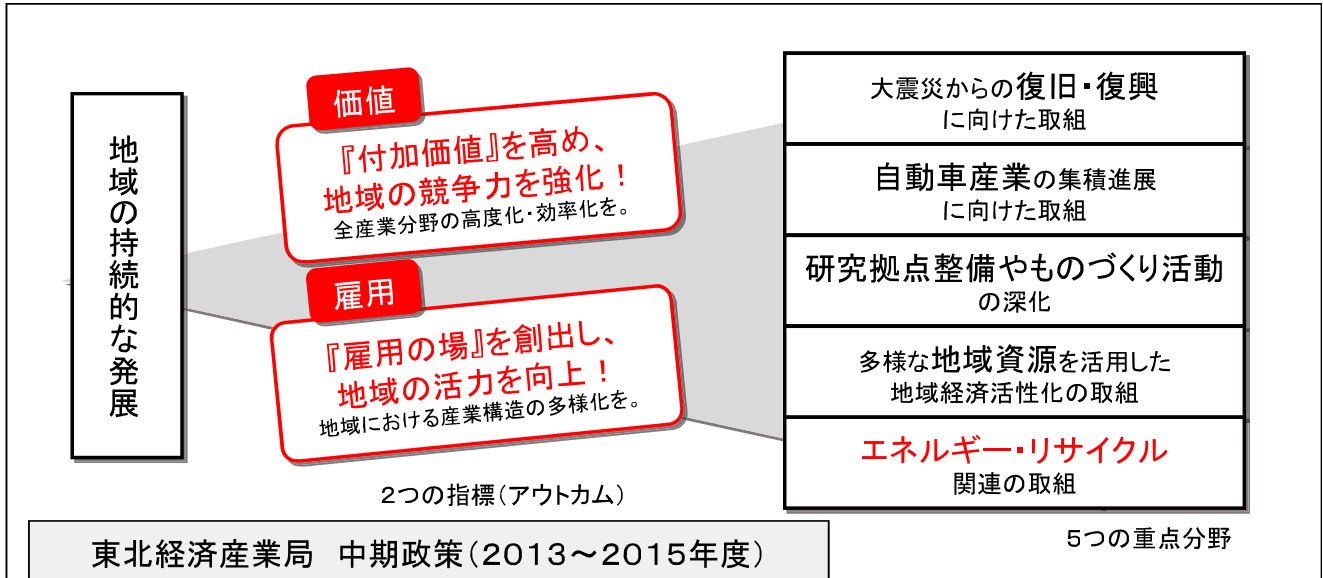 地域の持続的な発展
価値
『付加価値』を高め、
地域の競争力を強化！
全産業分野の高度化・効率化を。
雇用
『雇用の場』を創出し、
地域の活力を向上！
地域における産業構造の多様化を。
2つの指標(アウトカム)
大震災からの復旧・復興
に向けた取組
自動車産業の集積進展
に向けた取組
研究拠点整備やものづくり活動
の深化
多様な地域資源を活用した
地域経済活性化の取組
エネルギー・リサイクル
関連の取組
5つの重点分野
東北経済産業局　中期政策(2013～2015年度)